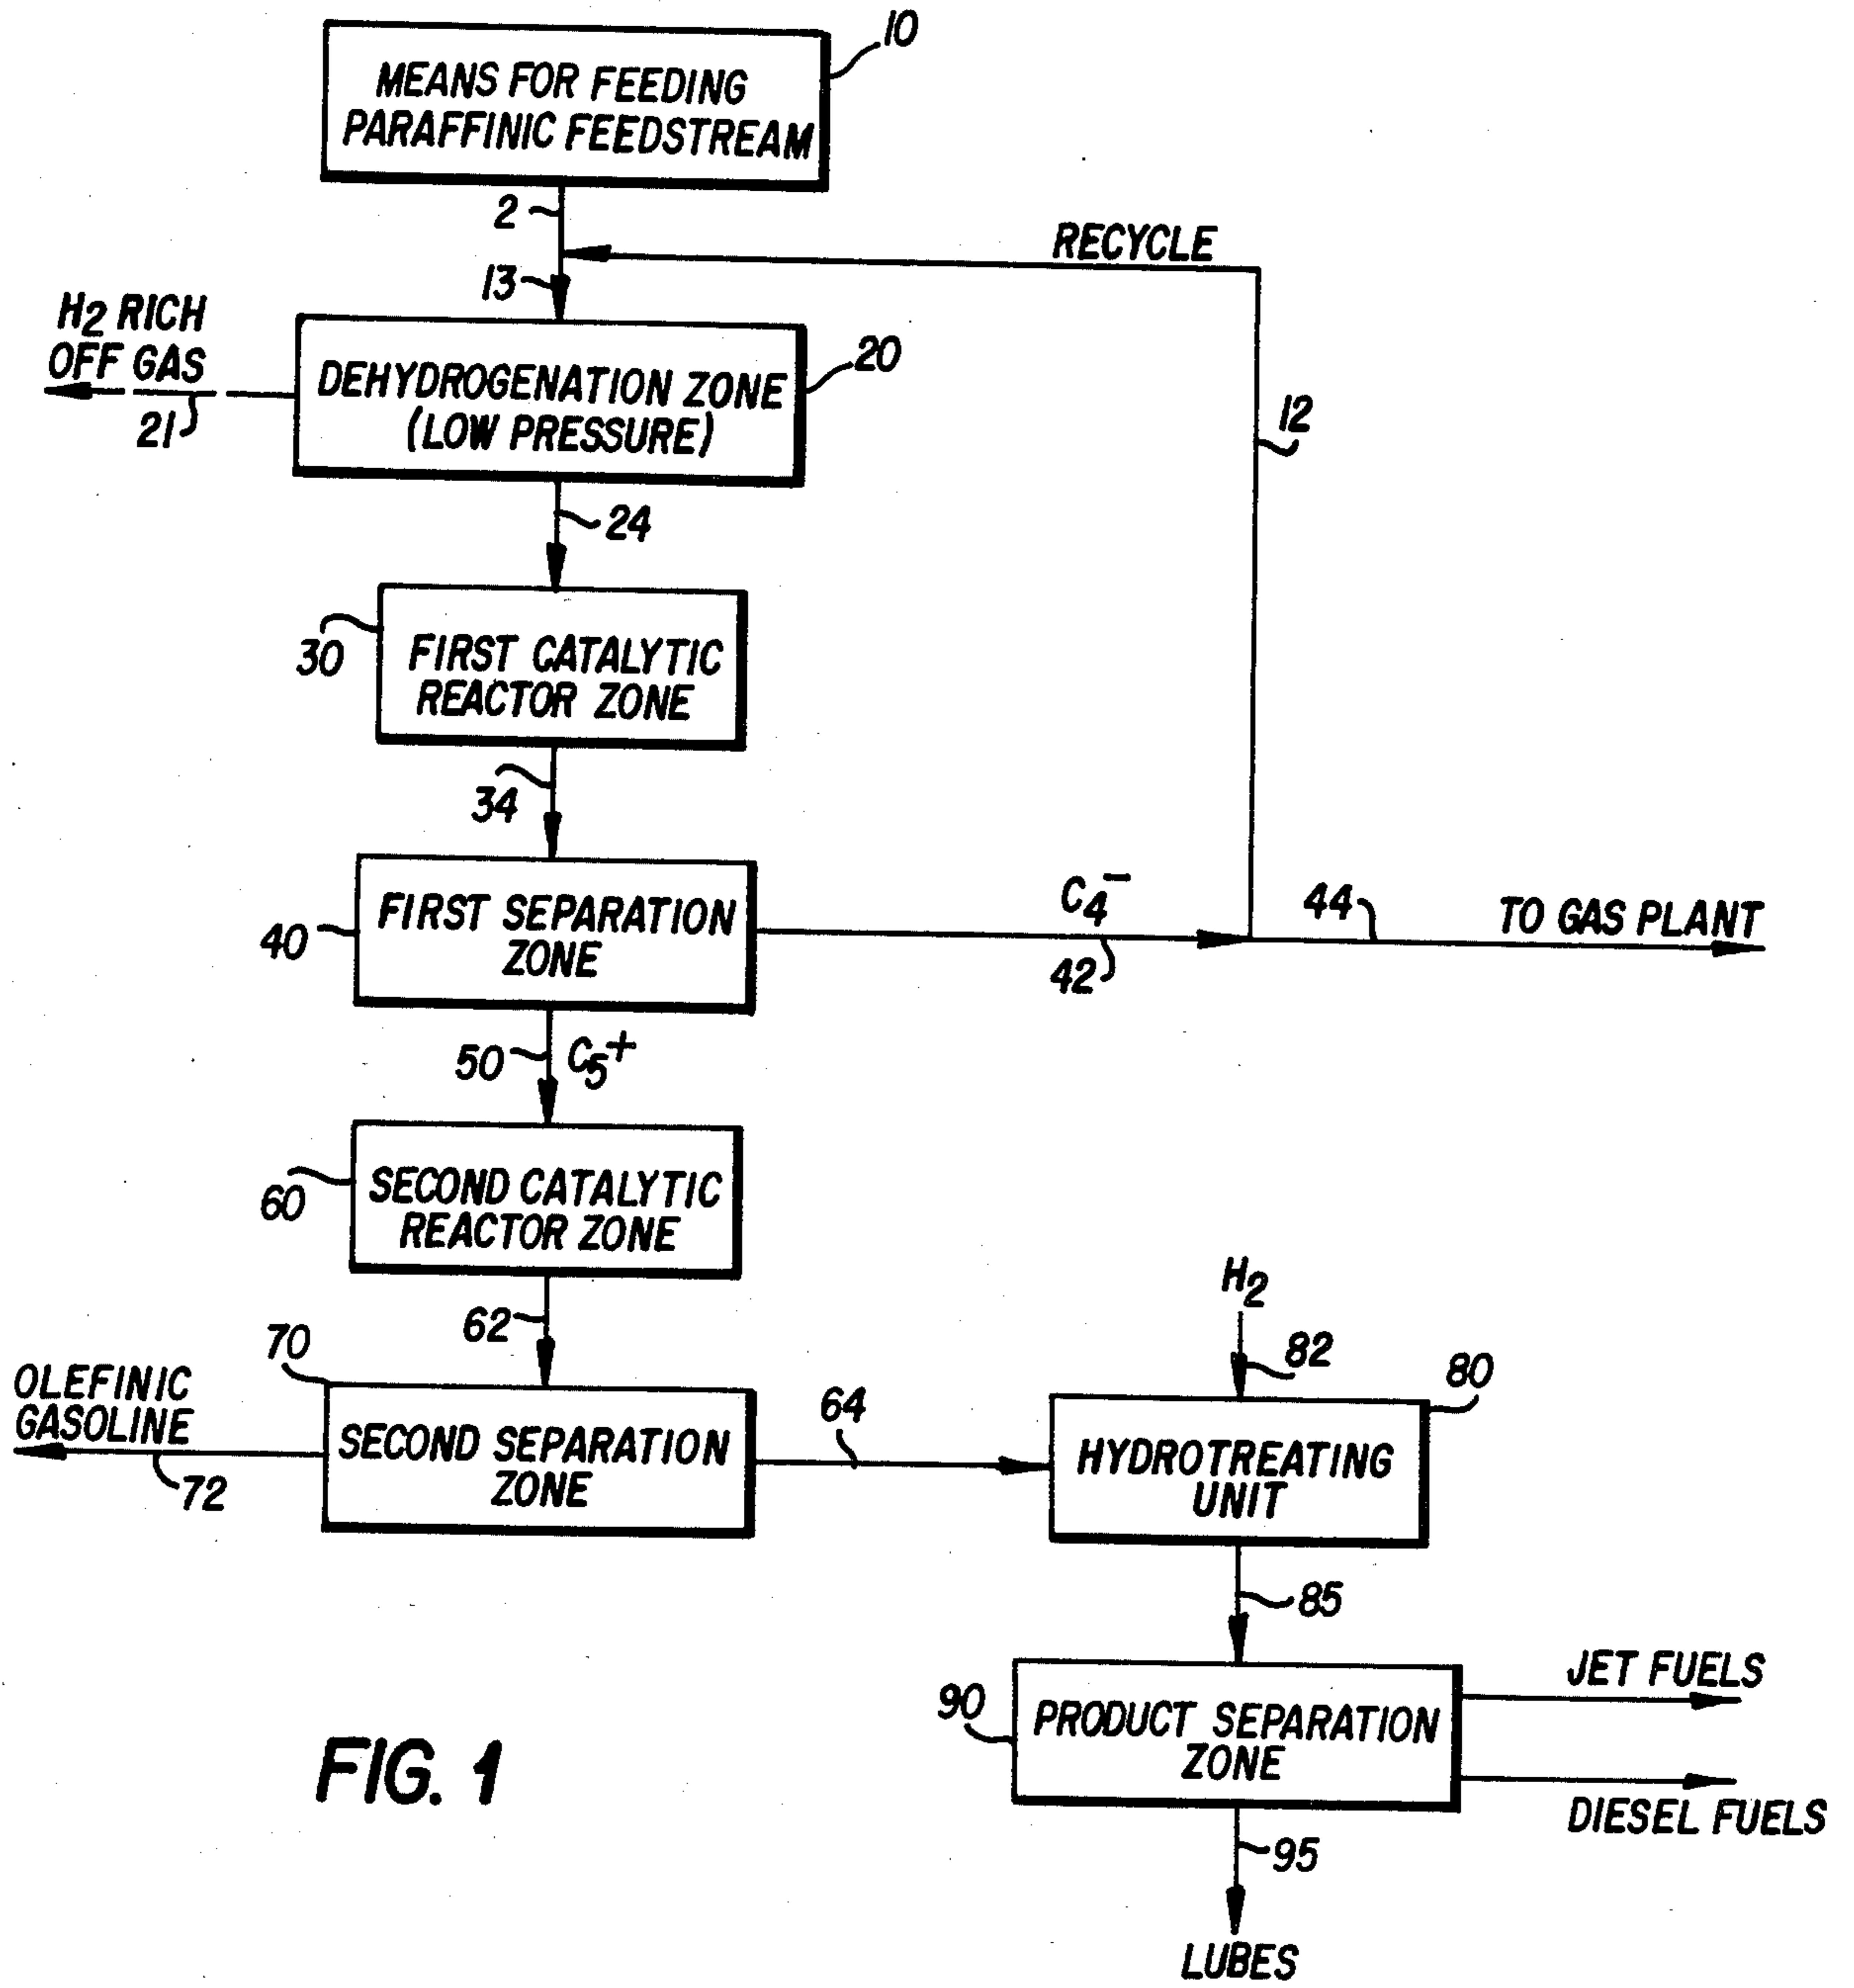 10
MEANS FOR FEEDING
PARAFFINIC FEEDSTREAM
2
RECYCLE
13
H2 RICH
OFF GAS
21
DEHYDROGENATION ZONE
(LOW PRESSURE)
20
12
24
30
FIRST CATALYTIC
REACTOR ZONE
34
40
FIRST SEPARATION
ZONE
C4-
42
44
TO GAS PLANT
50
C5+
60
SECOND CATALYTIC
REACTOR ZONE
62
H2
82
70
OLEFINIC
GASOLINE
72
SECOND SEPARATION
ZONE
64
80
HYDROTREATING
UNIT
85
90
PRODUCT SEPARATION
ZONE
JET FUELS
DIESEL FUELS
95
LUBES
FIG. 1